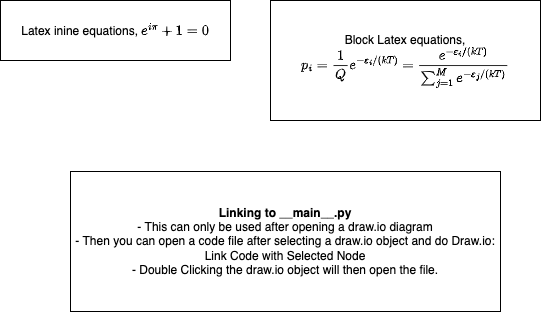 Latex inine equations, $e^{i\pi} + 1 = 0$
Block Latex equations,
$p_i = \frac{1}{Q} e^{-\varepsilon_i/(kT)} = \frac{e^{-\varepsilon_i/(kT)}}{\sum_{j=1}^{M} e^{-\varepsilon_j/(kT)}}$
Linking to __main__.py
- This can only be used after opening a draw.io diagram
- Then you can open a code file after selecting a draw.io object and do Draw.io:
Link Code with Selected Node
- Double Clicking the draw.io object will then open the file.